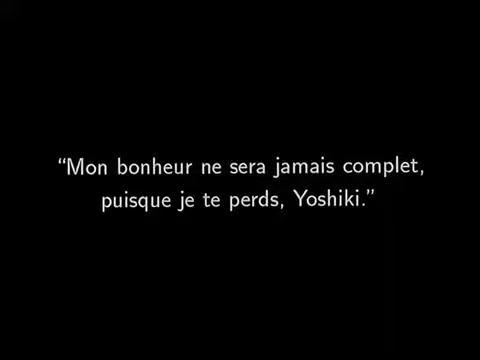 “Mon bonheur ne sera jamais complet,
puisque je te perds, Yoshiki.”